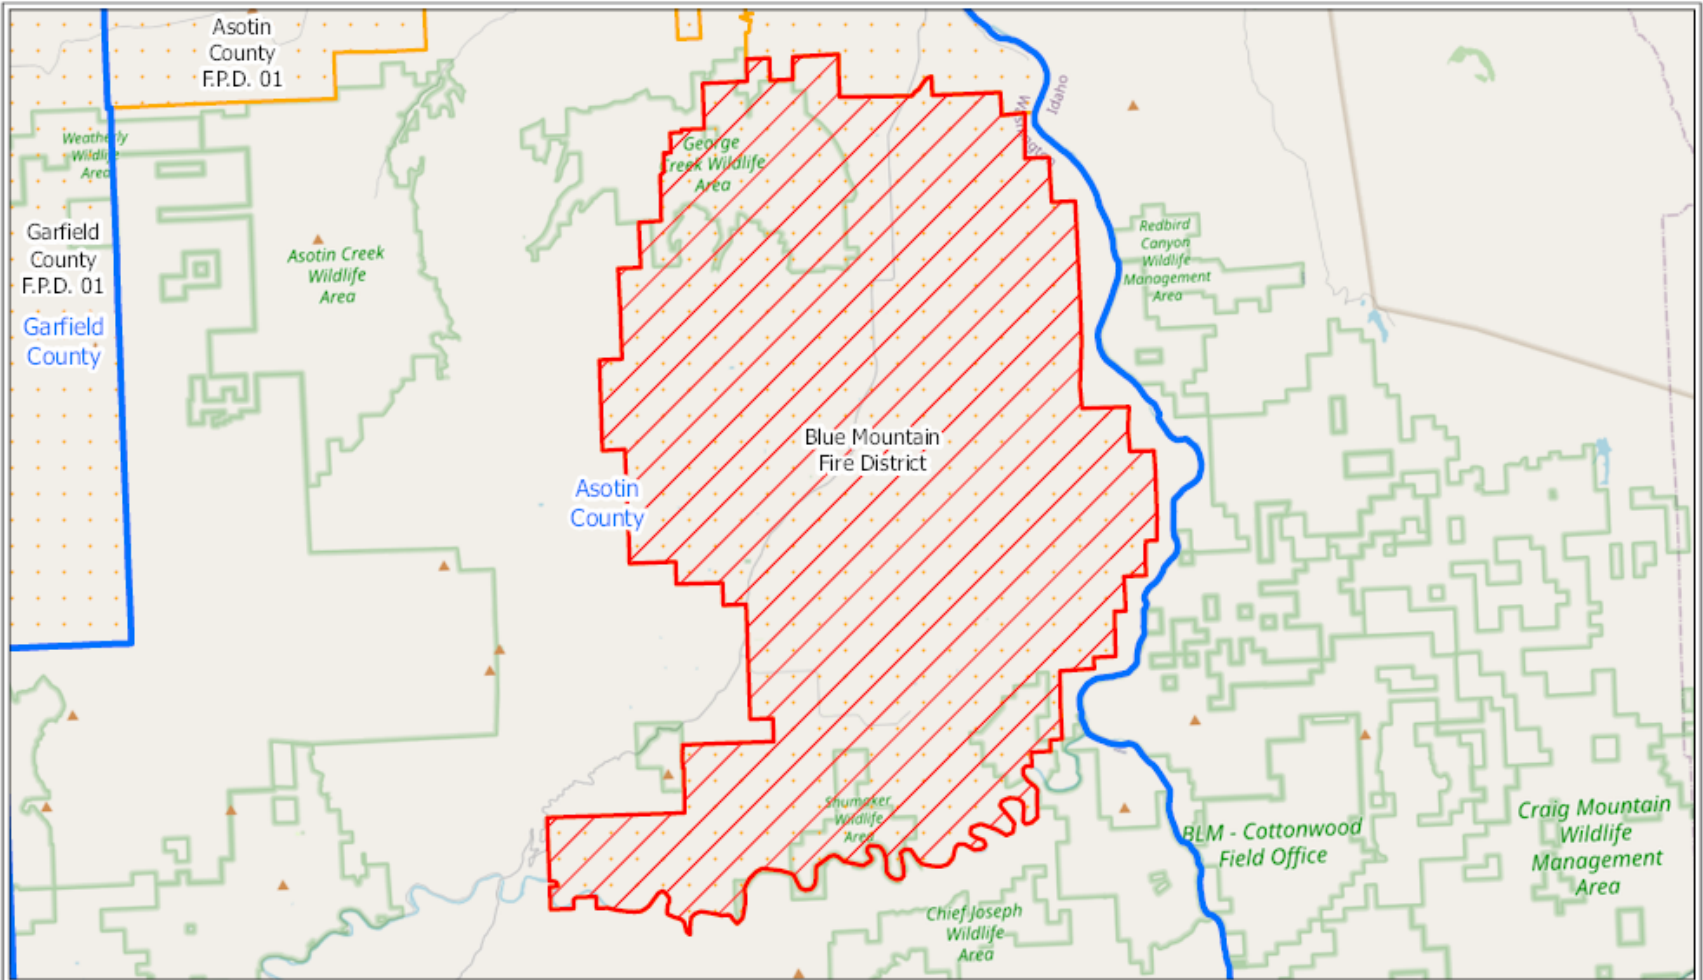 Asotin
County
F.P.D. 01
Idaho
Washington
Weatherly
Wildlife
Area
George
Creek Wildlife
Area
Garfield
County
F.P.D. 01
Garfield
County
Asotin Creek
Wildlife
Area
Redbird
Canyon
Wildlife
Management
Area
Blue Mountain
Fire District
Asotin
County
Shumaker
Wildlife
Area
BLM - Cottonwood
Field Office
Craig Mountain
Wildlife
Management
Area
Chief Joseph
Wildlife
Area